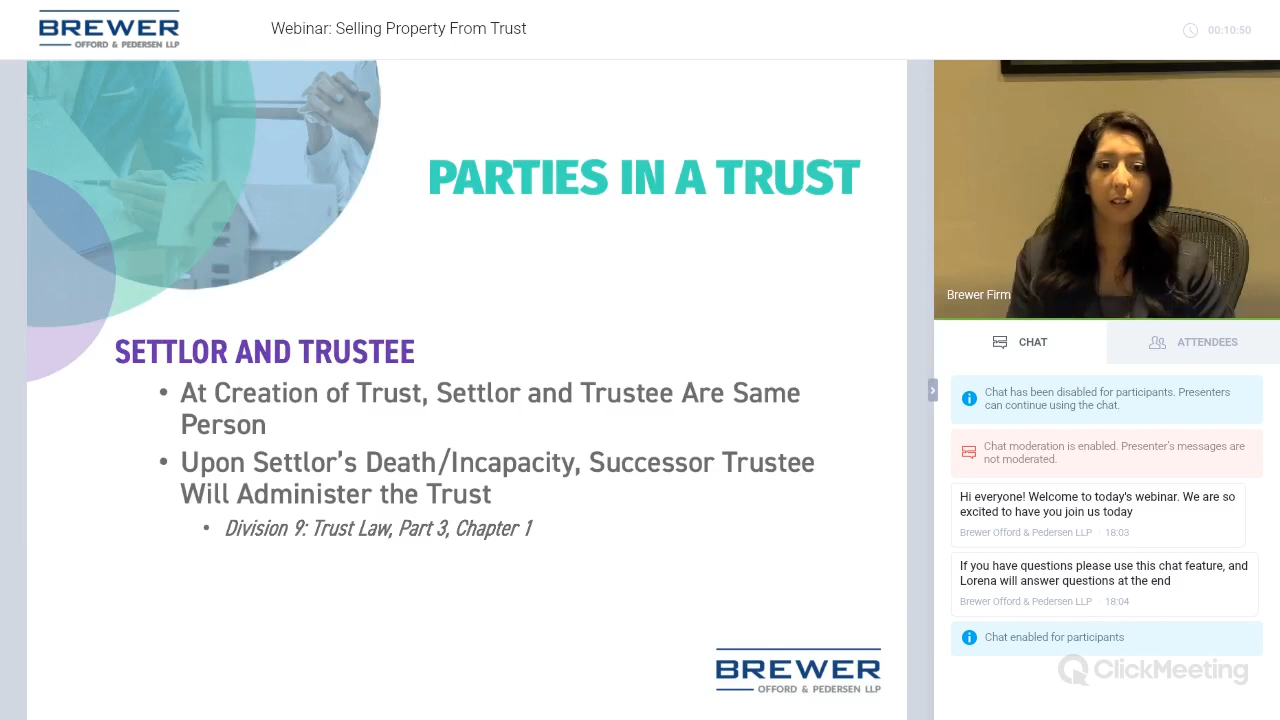 BREWER
OFFORD & PEDERSEN LLP
Webinar: Selling Property From Trust
00:10:50
PARTIES IN A TRUST
SETTLOR AND TRUSTEE
• At Creation of Trust, Settlor and Trustee Are Same
Person
• Upon Settlor's Death/Incapacity, Successor Trustee
Will Administer the Trust
• Division 9: Trust Law, Part 3, Chapter 1
BREWER
OFFORD & PEDERSEN LLP
Brewer Firm
CHAT
ATTENDEES
Chat has been disabled for participants. Presenters
can continue using the chat.
Chat moderation is enabled. Presenter's messages are
not moderated.
Hi everyone! Welcome to today's webinar. We are so
excited to have you join us today
Brewer Offord & Pedersen LLP · 18:03
If you have questions please use this chat feature, and
Lorena will answer questions at the end
Brewer Offord & Pedersen LLP · 18:04
Chat enabled for participants
ClickMeeting